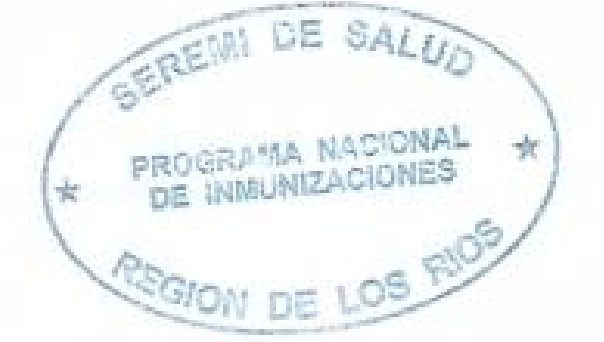 SEREMI DE SALUD
PROGRAMA NACIONAL
DE INMUNIZACIONES
REGION DE LOS RIOS